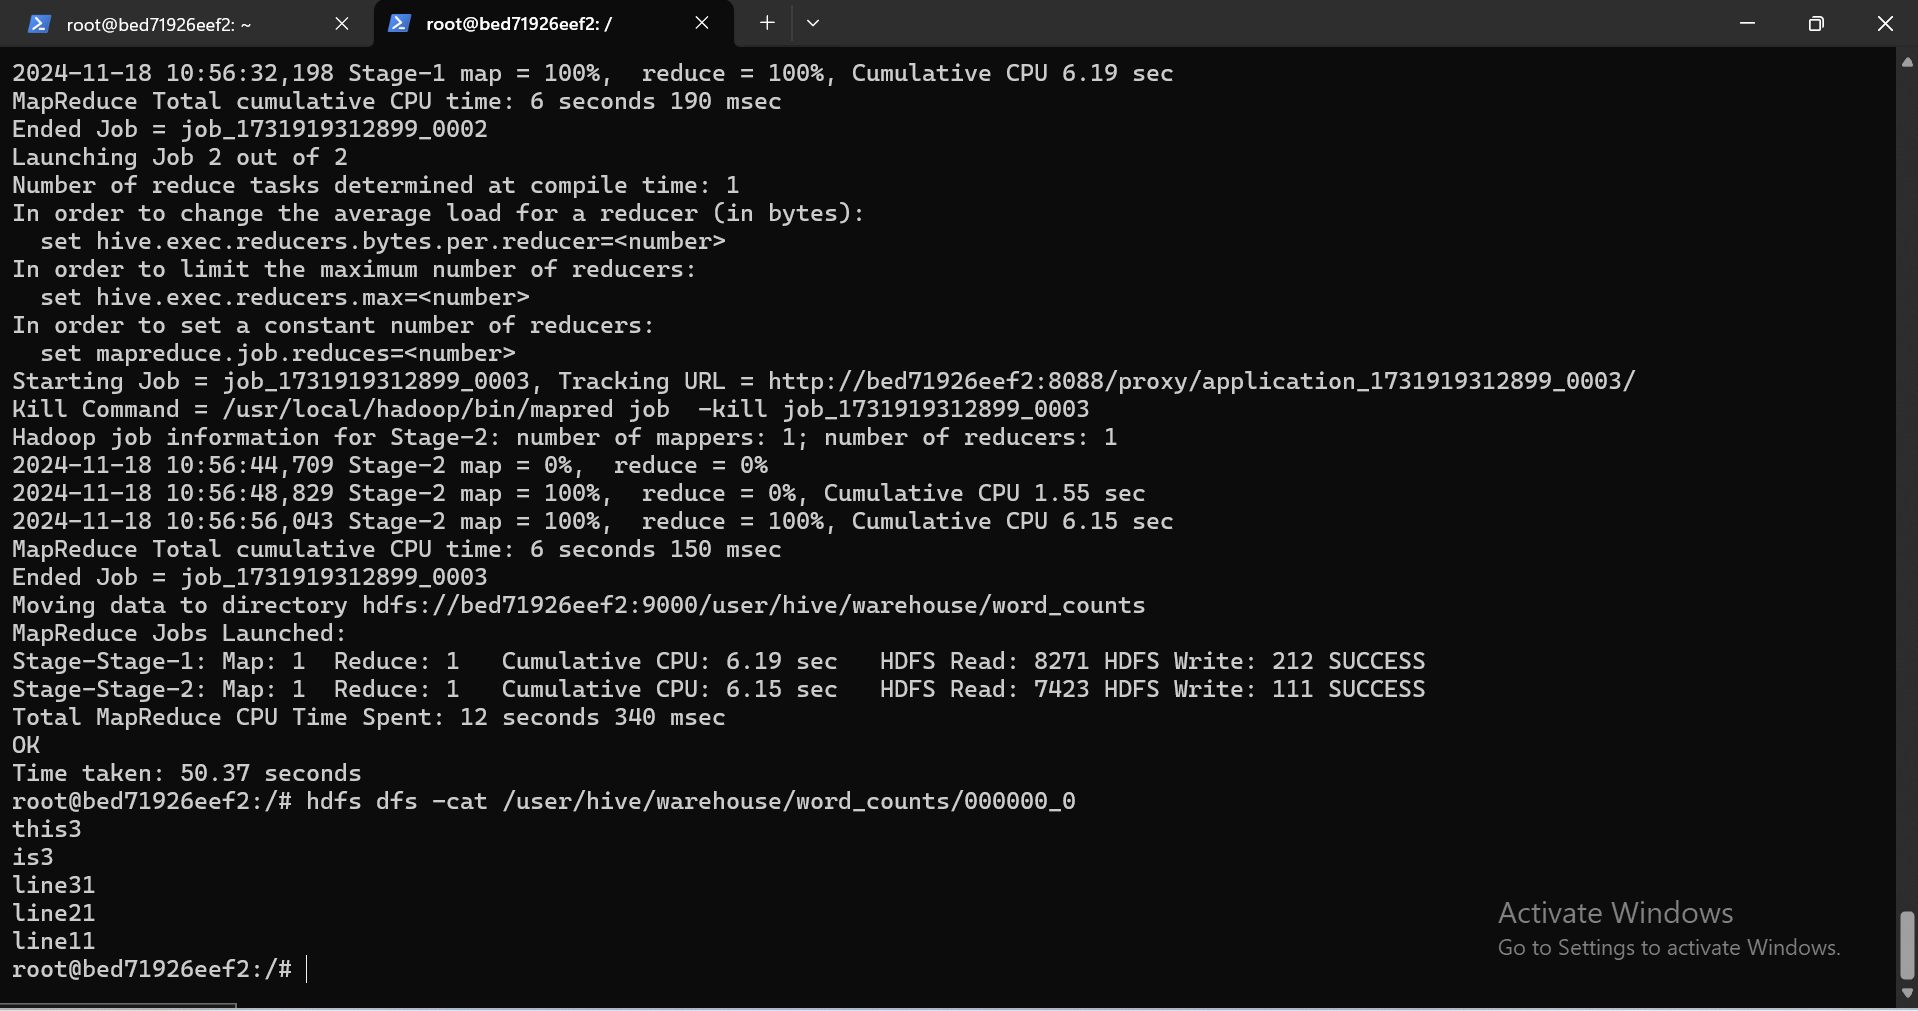 root@bed71926eef2: ~
root@bed71926eef2: /
2024-11-18 10:56:32,198 Stage-1 map = 100%,  reduce = 100%, Cumulative CPU 6.19 sec
MapReduce Total cumulative CPU time: 6 seconds 190 msec
Ended Job = job_1731919312899_0002
Launching Job 2 out of 2
Number of reduce tasks determined at compile time: 1
In order to change the average load for a reducer (in bytes):
  set hive.exec.reducers.bytes.per.reducer=<number>
In order to limit the maximum number of reducers:
  set hive.exec.reducers.max=<number>
In order to set a constant number of reducers:
  set mapreduce.job.reduces=<number>
Starting Job = job_1731919312899_0003, Tracking URL = http://bed71926eef2:8088/proxy/application_1731919312899_0003/
Kill Command = /usr/local/hadoop/bin/mapred job  -kill job_1731919312899_0003
Hadoop job information for Stage-2: number of mappers: 1; number of reducers: 1
2024-11-18 10:56:44,709 Stage-2 map = 0%,  reduce = 0%
2024-11-18 10:56:48,829 Stage-2 map = 100%,  reduce = 0%, Cumulative CPU 1.55 sec
2024-11-18 10:56:56,043 Stage-2 map = 100%,  reduce = 100%, Cumulative CPU 6.15 sec
MapReduce Total cumulative CPU time: 6 seconds 150 msec
Ended Job = job_1731919312899_0003
Moving data to directory hdfs://bed71926eef2:9000/user/hive/warehouse/word_counts
MapReduce Jobs Launched:
Stage-Stage-1: Map: 1  Reduce: 1   Cumulative CPU: 6.19 sec   HDFS Read: 8271 HDFS Write: 212 SUCCESS
Stage-Stage-2: Map: 1  Reduce: 1   Cumulative CPU: 6.15 sec   HDFS Read: 7423 HDFS Write: 111 SUCCESS
Total MapReduce CPU Time Spent: 12 seconds 340 msec
OK
Time taken: 50.37 seconds
root@bed71926eef2:/# hdfs dfs -cat /user/hive/warehouse/word_counts/000000_0
this3
is3
line31
line21
line11
root@bed71926eef2:/#
Activate Windows
Go to Settings to activate Windows.